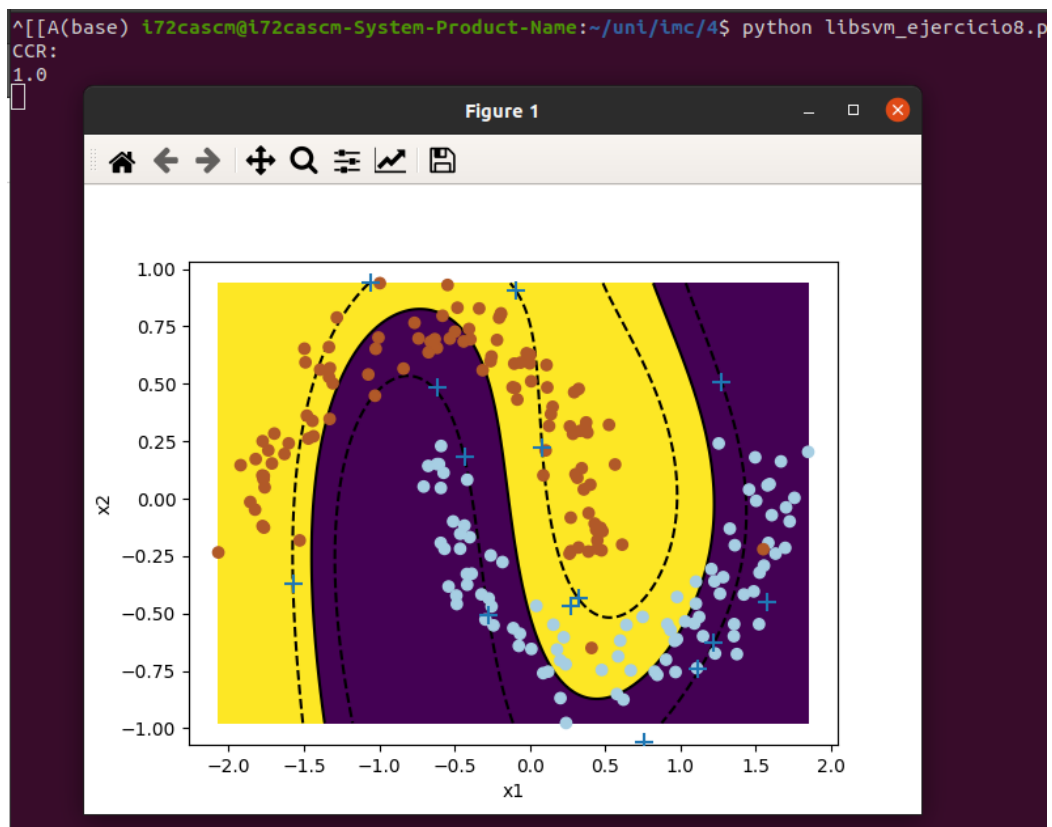 ^[[A(base) i72cascm@i72cascm-System-Product-Name:~/uni/imc/4$ python libsvm_ejercicio8.p
CCR:
1.0
Figure 1
1.00
0.75
0.50
0.25
0.00
−0.25
−0.50
−0.75
−1.00
x2
−2.0 −1.5 −1.0 −0.5 0.0 0.5 1.0 1.5 2.0
x1